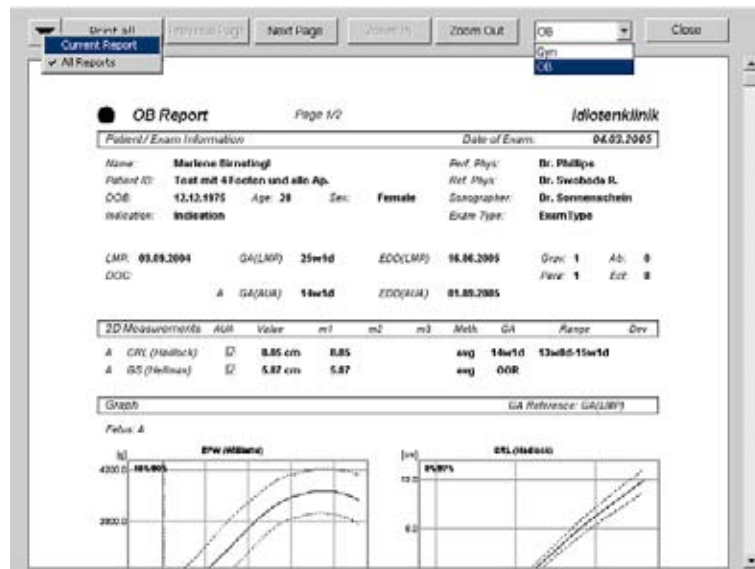 Print all Previous Page Next Page Zoom In Zoom Out OB Close
Current Report
✓ All Reports
Gyn
OB
OB Report Page 1/2 Idiotenklinik
Patient / Exam Information Date of Exam: 04.03.2005
Name: Marlene Birnstingl Perf. Phys: Dr. Phillips
Patient ID: Test mit 4 Foeten und alle Ap. Ref. Phys: Dr. Swoboda R.
DOB: 12.12.1975 Age: 28 Sex: Female Sonographer: Dr. Sonnenschein
Indication: Indication Exam Type: ExamType
LMP: 09.09.2004 GA(LMP) 25w1d EDD(LMP) 16.06.2005 Grav: 1 Ab: 0
DOC: Para: 1 Ect: 0
A GA(AUA) 14w1d EDD(AUA) 01.09.2005
2D Measurements AUA Value m1 m2 m3 Meth. GA Range Dev
A CRL (Hadlock) 8.85 cm 8.85 avg 14w1d 13w0d-15w1d
A GS (Hellman) 5.87 cm 5.87 avg OOR
Graph GA Reference: GA(LMP)
Fetus: A
EFW (Williams) CRL (Hadlock)
4200.0